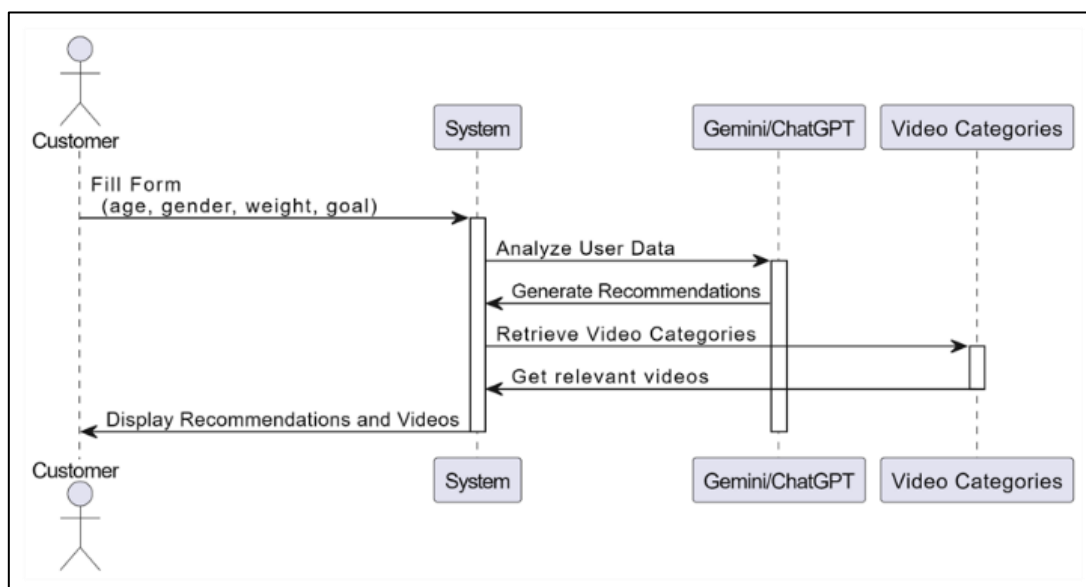 Customer
System
Gemini/ChatGPT
Video Categories
Fill Form
(age, gender, weight, goal)
Analyze User Data
Generate Recommendations
Retrieve Video Categories
Get relevant videos
Display Recommendations and Videos
Customer
System
Gemini/ChatGPT
Video Categories